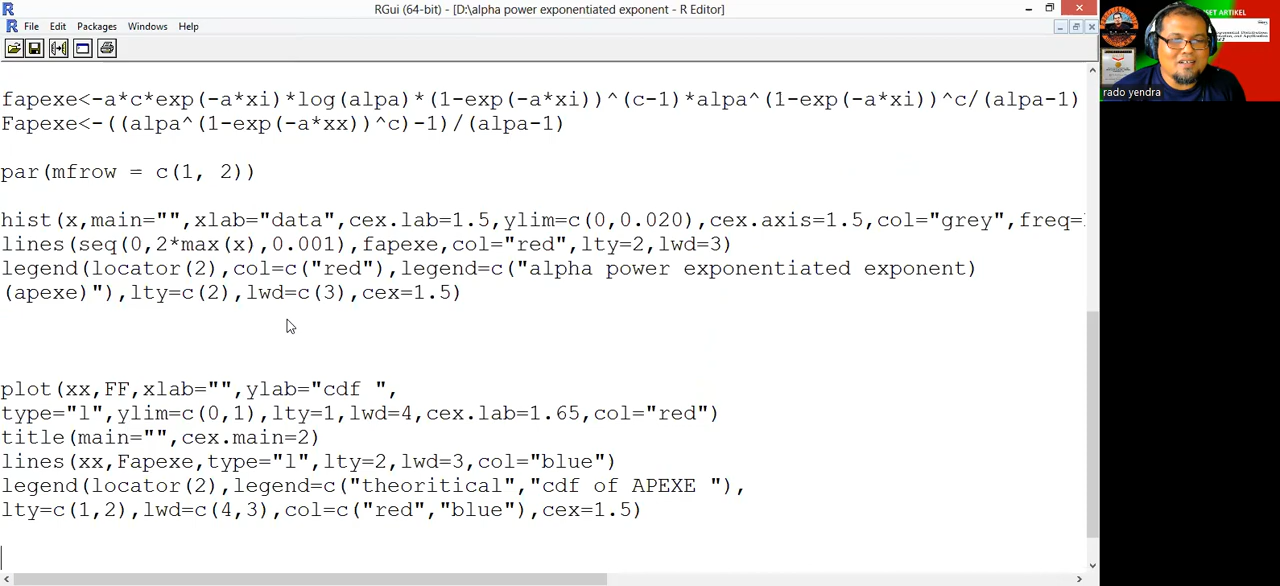 RGui (64-bit) - [D:\alpha power exponentiated exponent - R Editor]
File Edit Packages Windows Help
fapexe<-a*c*exp(-a*xi)*log(alpa)*(1-exp(-a*xi))^(c-1)*alpa^(1-exp(-a*xi))^c/(alpa-1)
Fapexe<-((alpa^(1-exp(-a*xx))^c)-1)/(alpa-1)
par(mfrow = c(1, 2))
hist(x,main="",xlab="data",cex.lab=1.5,ylim=c(0,0.020),cex.axis=1.5,col="grey",freq=
lines(seq(0,2*max(x),0.001),fapexe,col="red",lty=2,lwd=3)
legend(locator(2),col=c("red"),legend=c("alpha power exponentiated exponent)
(apexe)"),lty=c(2),lwd=c(3),cex=1.5)
plot(xx,FF,xlab="",ylab="cdf ",
type="l",ylim=c(0,1),lty=1,lwd=4,cex.lab=1.65,col="red")
title(main="",cex.main=2)
lines(xx,Fapexe,type="l",lty=2,lwd=3,col="blue")
legend(locator(2),legend=c("theoritical","cdf of APEXE "),
lty=c(1,2),lwd=c(4,3),col=c("red","blue"),cex=1.5)
SET ARTIKEL
rado yendra